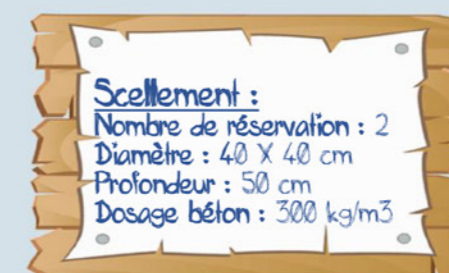 Scellement :
Nombre de réservation : 2
Diamètre : 40 X 40 cm
Profondeur : 50 cm
Dosage béton : 300 kg/m3